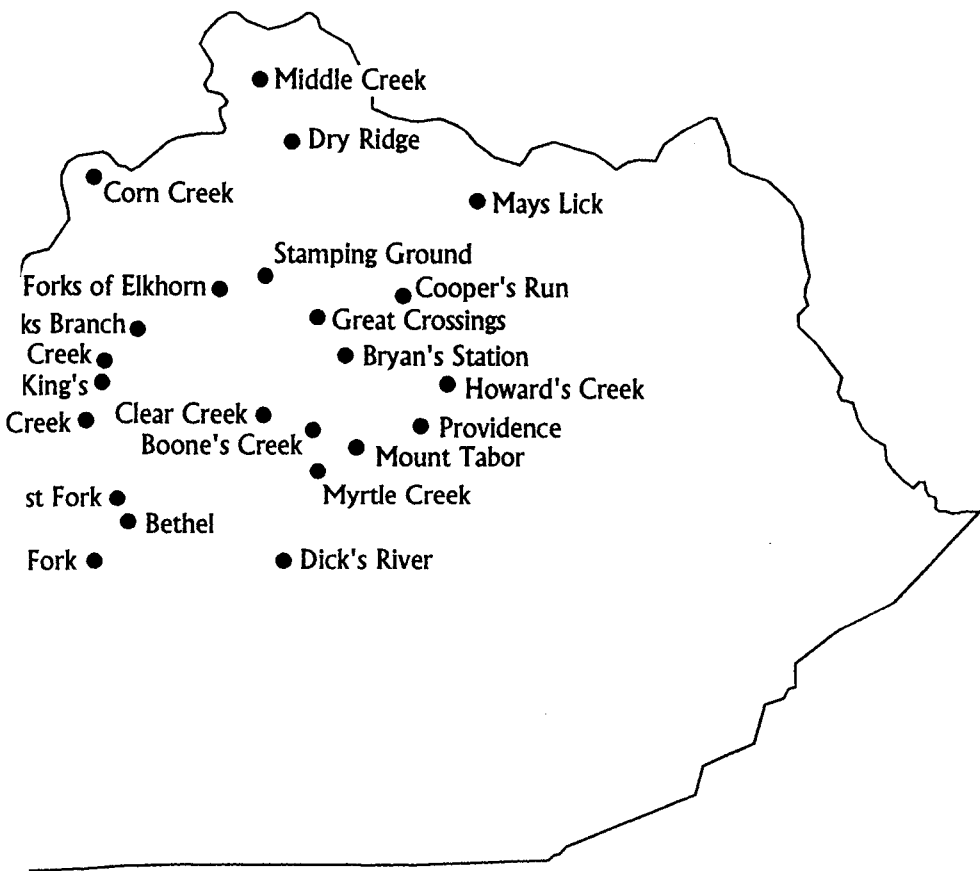 Middle Creek
Dry Ridge
Corn Creek
Mays Lick
Stamping Ground
Forks of Elkhorn
Cooper's Run
ks Branch
Great Crossings
Creek
Bryan's Station
King's
Howard's Creek
Creek
Clear Creek
Providence
Boone's Creek
Mount Tabor
st Fork
Myrtle Creek
Bethel
Fork
Dick's River